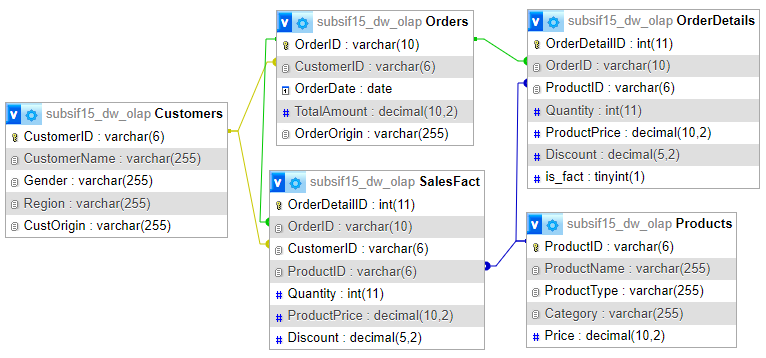 subsif15_dw_olap Customers
CustomerID : varchar(6)
CustomerName : varchar(255)
Gender : varchar(255)
Region : varchar(255)
CustOrigin : varchar(255)
subsif15_dw_olap Orders
OrderID : varchar(10)
CustomerID : varchar(6)
OrderDate : date
# TotalAmount : decimal(10,2)
OrderOrigin : varchar(255)
subsif15_dw_olap SalesFact
# OrderDetailID : int(11)
OrderID : varchar(10)
CustomerID : varchar(6)
ProductID : varchar(6)
# Quantity : int(11)
# ProductPrice : decimal(10,2)
# Discount : decimal(5,2)
subsif15_dw_olap OrderDetails
OrderDetailID : int(11)
OrderID : varchar(10)
ProductID : varchar(6)
# Quantity : int(11)
# ProductPrice : decimal(10,2)
# Discount : decimal(5,2)
# is_fact : tinyint(1)
subsif15_dw_olap Products
ProductID : varchar(6)
ProductName : varchar(255)
ProductType : varchar(255)
Category : varchar(255)
# Price : decimal(10,2)